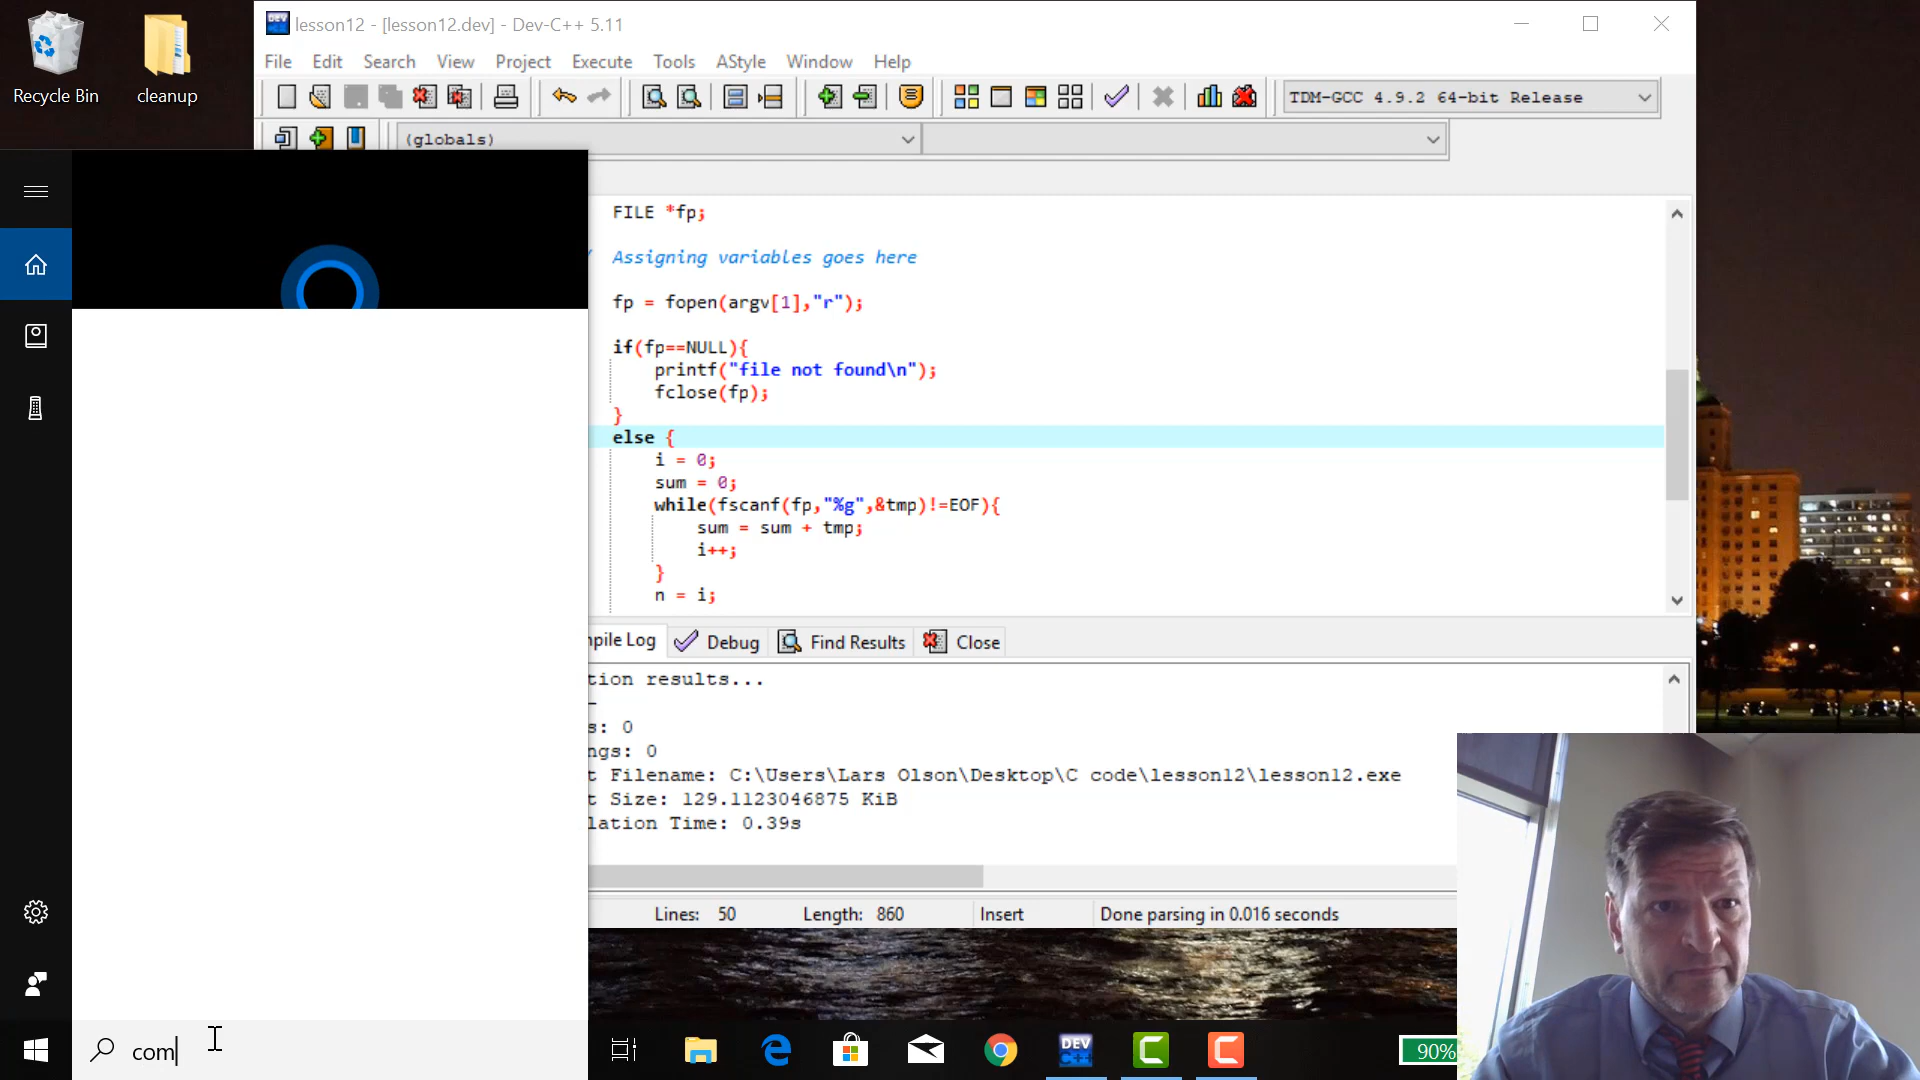 Recycle Bin
cleanup
lesson12 - [lesson12.dev] - Dev-C++ 5.11
File Edit Search View Project Execute Tools AStyle Window Help
TDM-GCC 4.9.2 64-bit Release
(globals)
FILE *fp;
/ Assigning variables goes here
fp = fopen(argv[1],"r");
if(fp==NULL){
printf("file not found\n");
fclose(fp);
}
else {
i = 0;
sum = 0;
while(fscanf(fp,"%g",&tmp)!=EOF){
sum = sum + tmp;
i++;
}
n = i;
pile Log Debug Find Results Close
tion results...
-
s: 0
ngs: 0
t Filename: C:\Users\Lars Olson\Desktop\C code\lesson12\lesson12.exe
t Size: 129.1123046875 KiB
lation Time: 0.39s
Lines: 50 Length: 860 Insert Done parsing in 0.016 seconds
com
DEV C++
90%